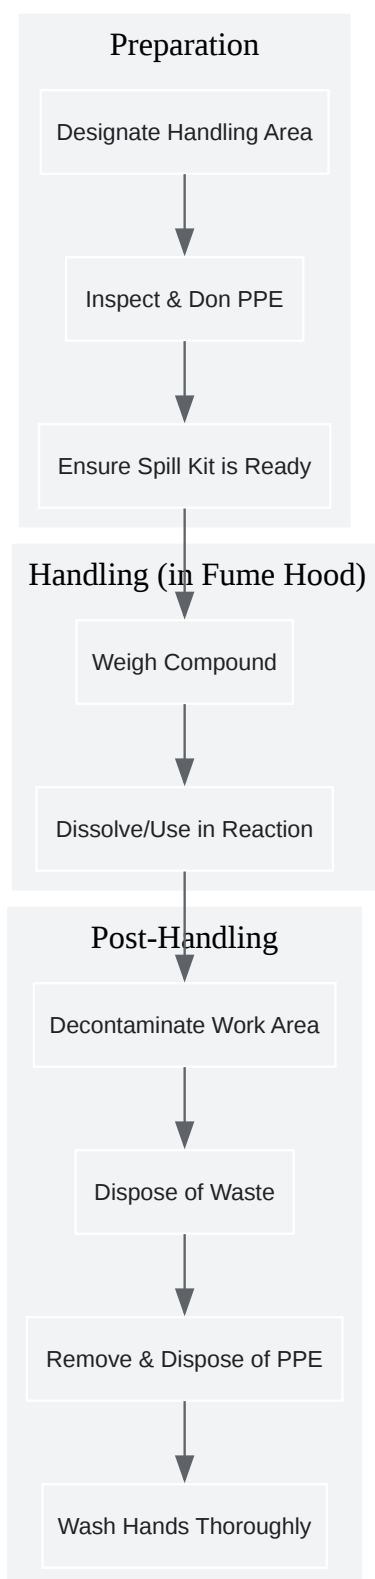 Preparation
Designate Handling Area
Inspect & Don PPE
Ensure Spill Kit is Ready
Handling (in Fume Hood)
Weigh Compound
Dissolve/Use in Reaction
Post-Handling
Decontaminate Work Area
Dispose of Waste
Remove & Dispose of PPE
Wash Hands Thoroughly